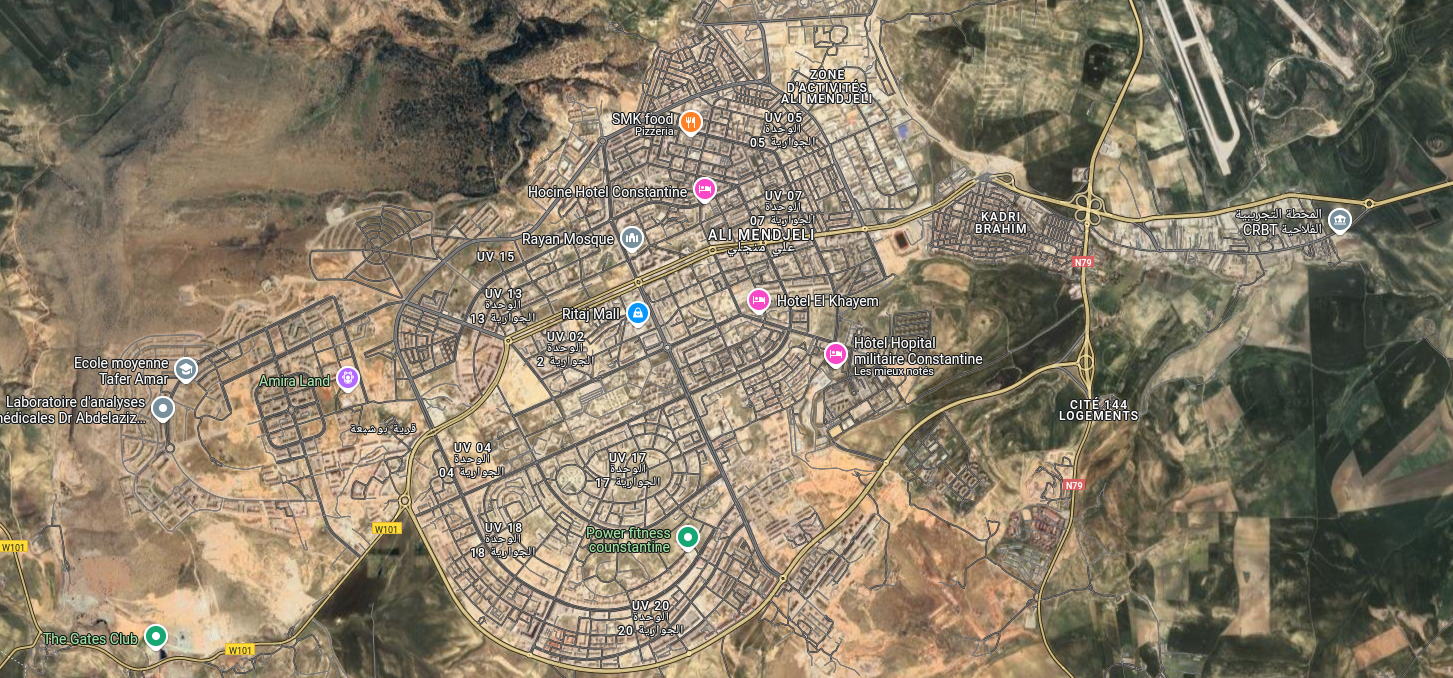 ZONE
D'ACTIVITÉS
ALI MENDJELI
SMK food
Pizzeria
UV 05
الوحدة
الجوارية 05
Hocine Hotel Constantine
UV 07
الوحدة
الجوارية 07
KADRI
BRAHIM
المحطة التجريبية
الفلاحية CRBT
Rayan Mosque
ALI MENDJELI
علي منجلي
UV 15
N79
UV 13
الوحدة
الجوارية 13
Ritaj Mall
Hotel El Khayem
UV 02
الوحدة
الجوارية 2
Hôtel Hopital
militaire Constantine
Les mieux notés
Ecole moyenne
Tafer Amar
Amira Land
Laboratoire d'analyses
médicales Dr Abdelaziz...
CITÉ 144
LOGEMENTS
قرية بوشبعة
UV 04
الوحدة
الجوارية 04
UV 17
الوحدة
الجوارية 17
N79
W101
UV 18
الوحدة
الجوارية 18
Power fitness
counstantine
W101
UV 20
الوحدة
الجوارية 20
The Gates Club
W101